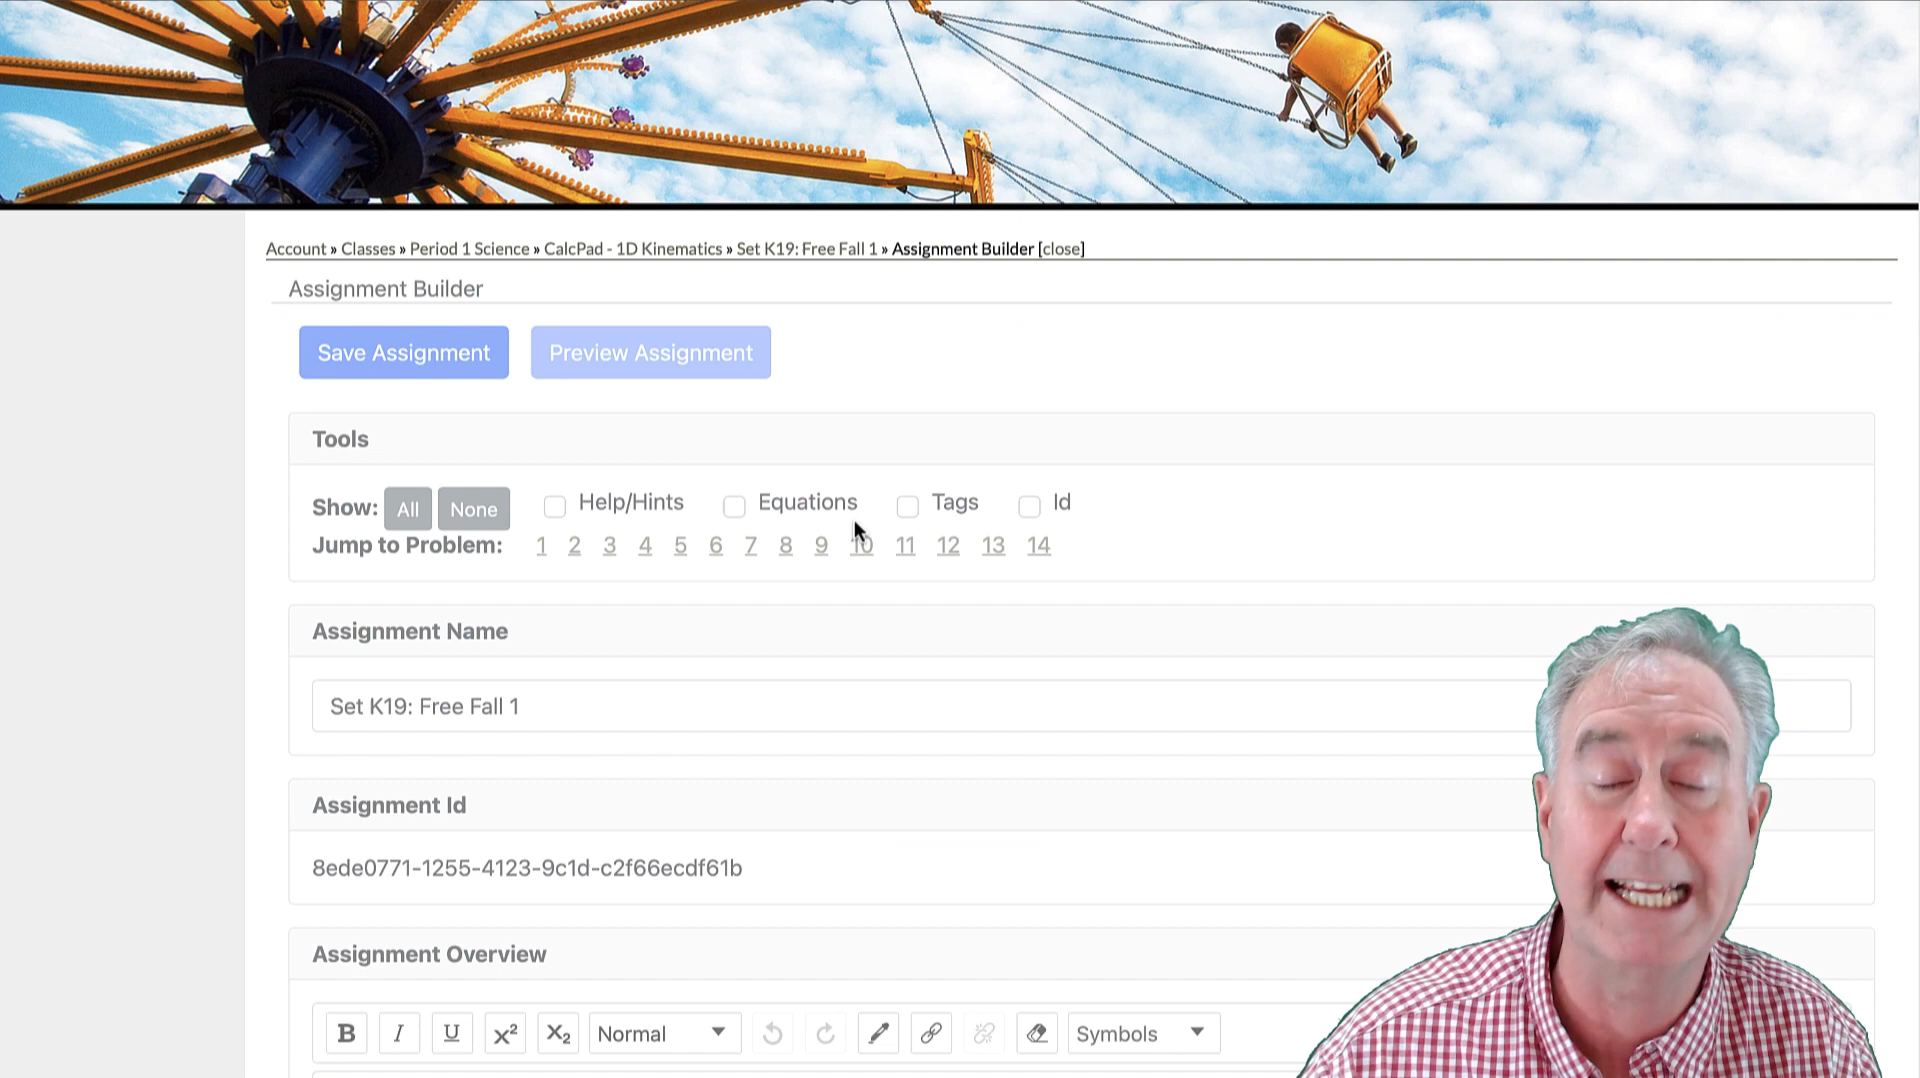 Account » Classes » Period 1 Science » CalcPad - 1D Kinematics » Set K19: Free Fall 1 » Assignment Builder [close]
Assignment Builder
Save Assignment Preview Assignment
Tools
Show: All None Help/Hints Equations Tags Id
Jump to Problem: 1 2 3 4 5 6 7 8 9 10 11 12 13 14
Assignment Name
Set K19: Free Fall 1
Assignment Id
8ede0771-1255-4123-9c1d-c2f66ecdf61b
Assignment Overview
B I U X² X₂ Normal Symbols